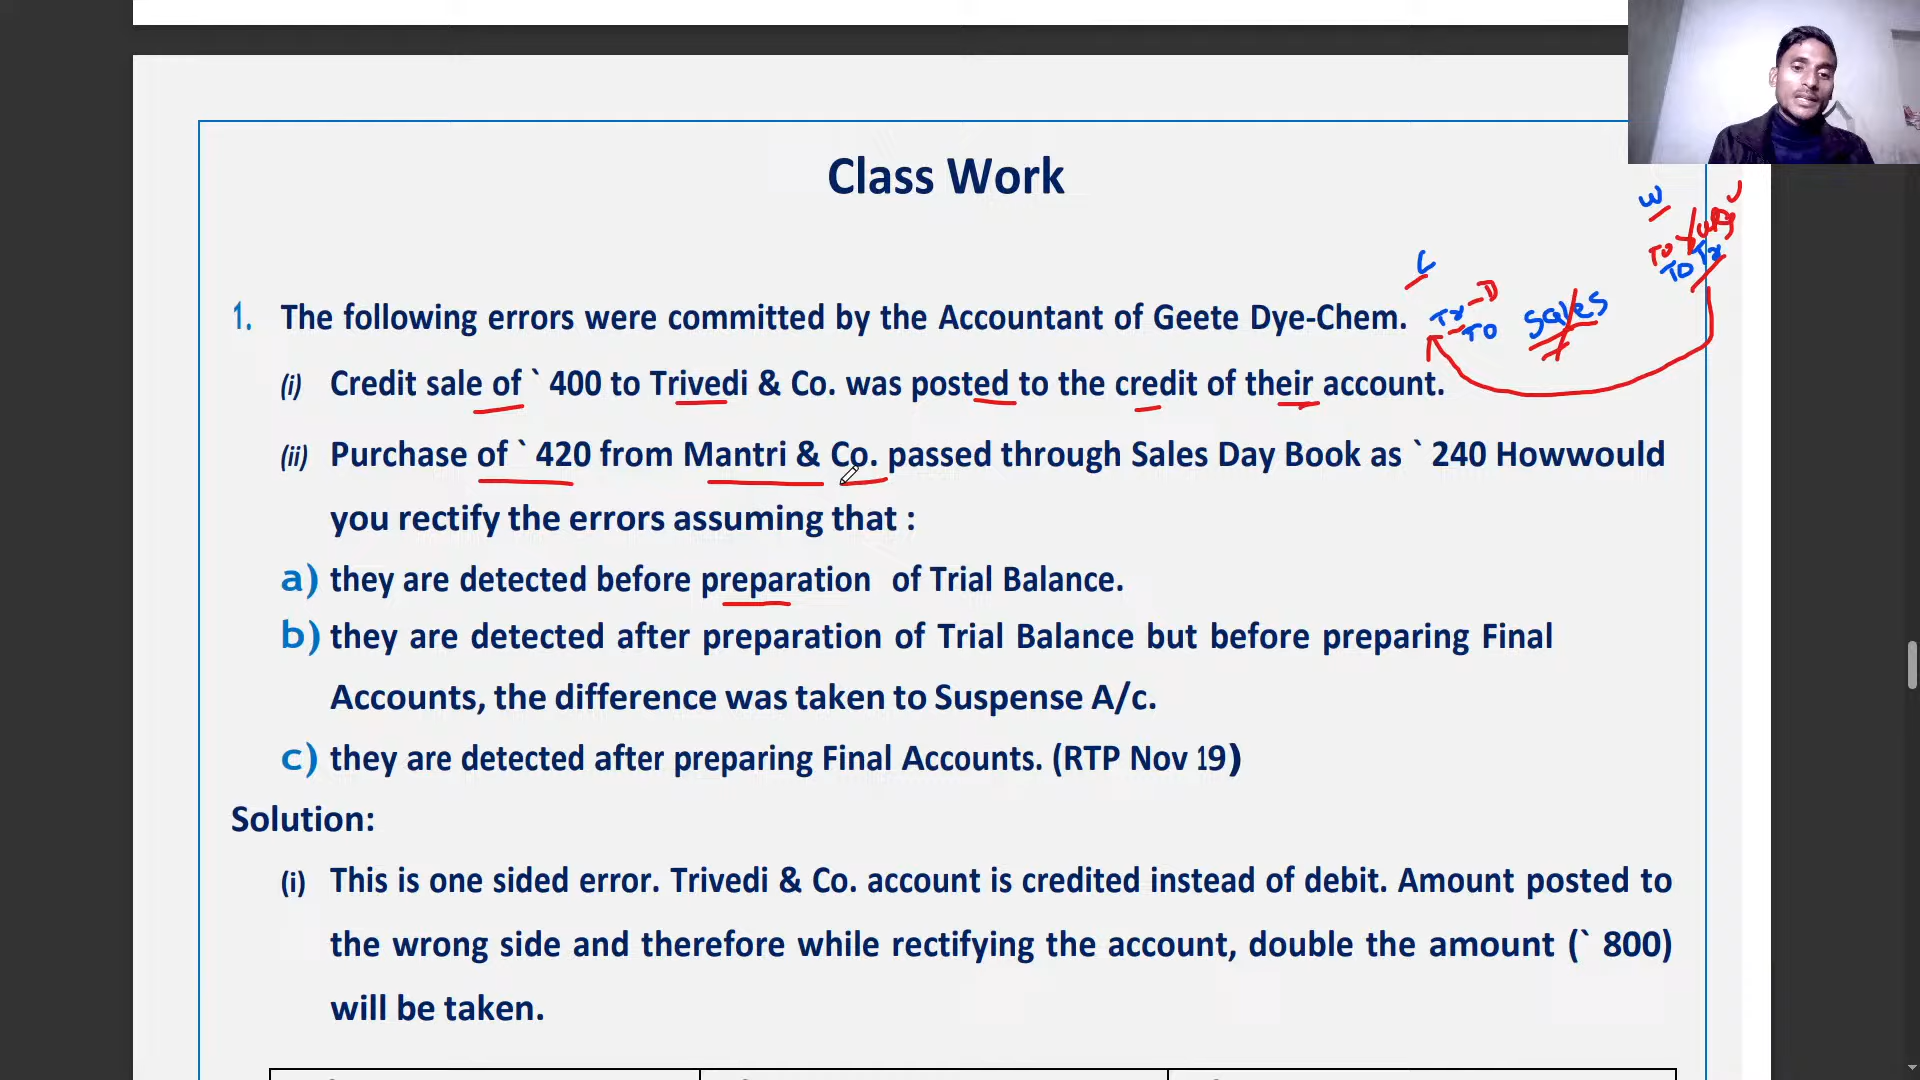 Class Work
W
L
To
To Tr
Tr
To Sales
1. The following errors were committed by the Accountant of Geete Dye-Chem.
(i) Credit sale of ` 400 to Trivedi & Co. was posted to the credit of their account.
(ii) Purchase of ` 420 from Mantri & Co. passed through Sales Day Book as ` 240 Howwould
you rectify the errors assuming that :
a) they are detected before preparation of Trial Balance.
b) they are detected after preparation of Trial Balance but before preparing Final
Accounts, the difference was taken to Suspense A/c.
c) they are detected after preparing Final Accounts. (RTP Nov 19)
Solution:
(i) This is one sided error. Trivedi & Co. account is credited instead of debit. Amount posted to
the wrong side and therefore while rectifying the account, double the amount (` 800)
will be taken.